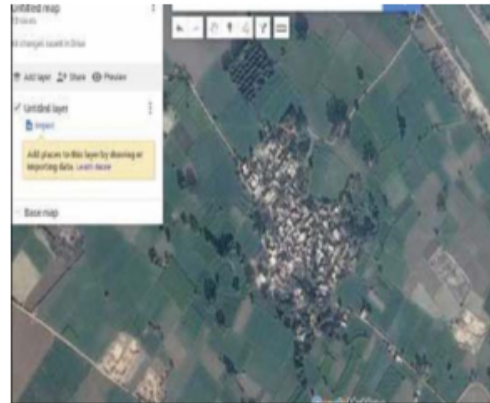 Untitled map
All changes saved in Drive
Add layer Share Preview
Untitled layer
Import
Add places to this layer by drawing or
importing data. Learn more
Base map